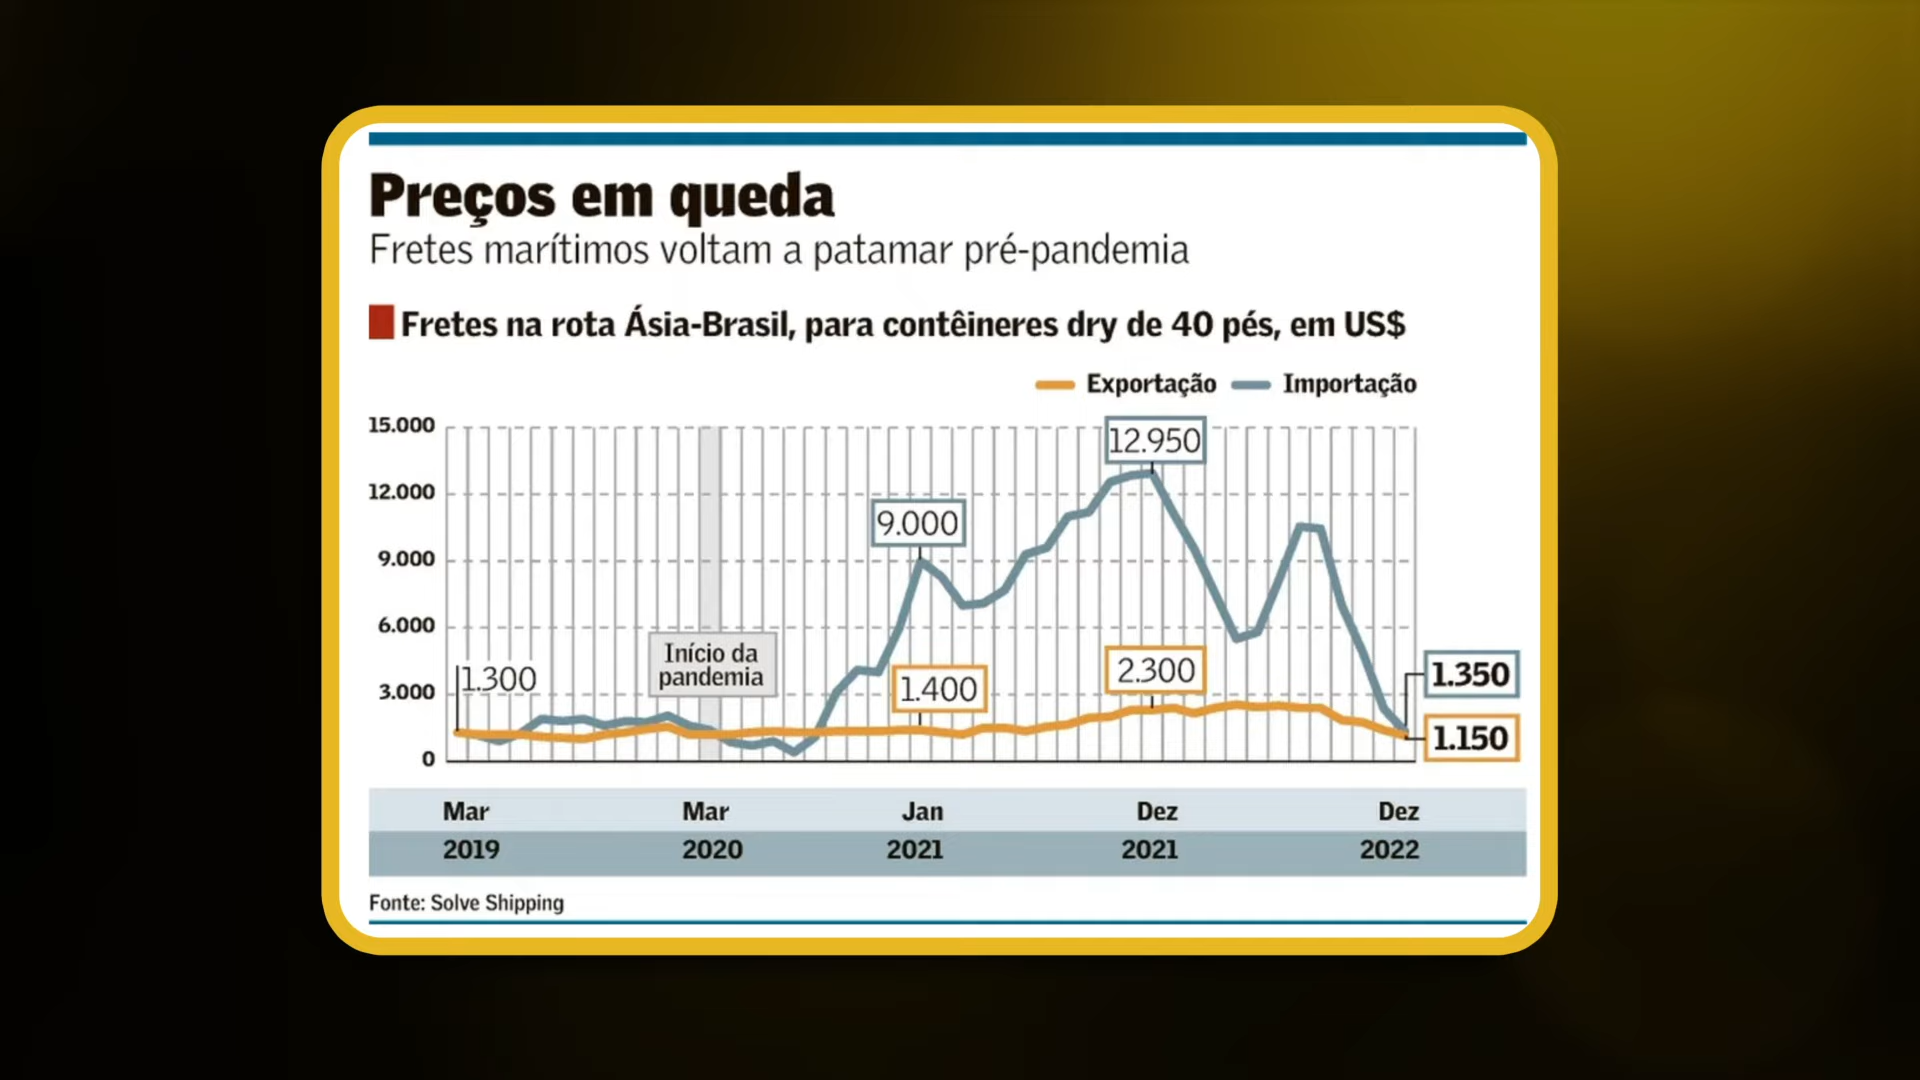 Preços em queda
Fretes marítimos voltam a patamar pré-pandemia
Fretes na rota Ásia-Brasil, para contêineres dry de 40 pés, em US$
Exportação Importação
15.000
12.950
12.000
9.000
9.000
6.000
Início da
pandemia
1.300
1.400
2.300
1.350
3.000
1.150
0
Mar Mar Jan Dez Dez
2019 2020 2021 2021 2022
Fonte: Solve Shipping